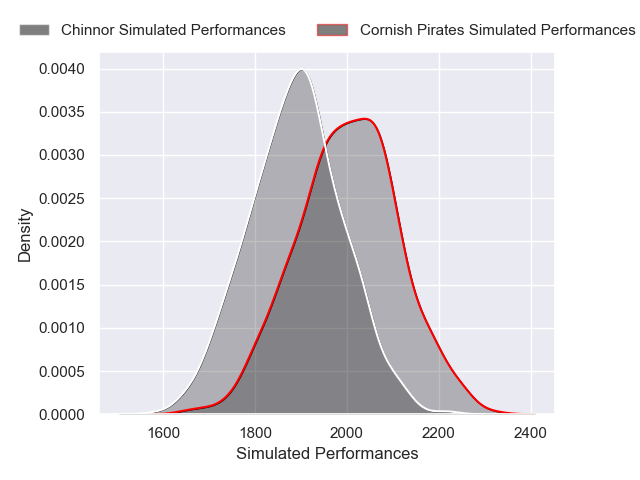 Chinnor Simulated Performances Cornish Pirates Simulated Performances
0.0040
0.0035
0.0030
0.0025
0.0020
0.0015
0.0010
0.0005
0.0000
Density
1600 1800 2000 2200 2400
Simulated Performances